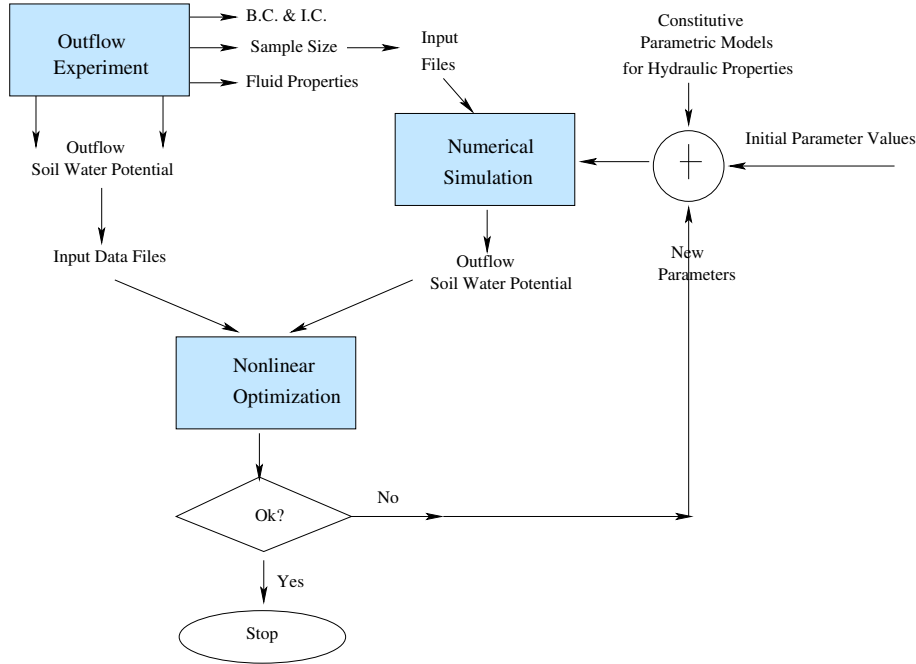 Outflow
Experiment
B.C. & I.C.
Sample Size
Fluid Properties
Input
Files
Constitutive
Parametric Models
for Hydraulic Properties
Numerical
Simulation
+
Initial Parameter Values
Outflow
Soil Water Potential
Input Data Files
Outflow
Soil Water Potential
New
Parameters
Nonlinear
Optimization
Ok?
No
Yes
Stop